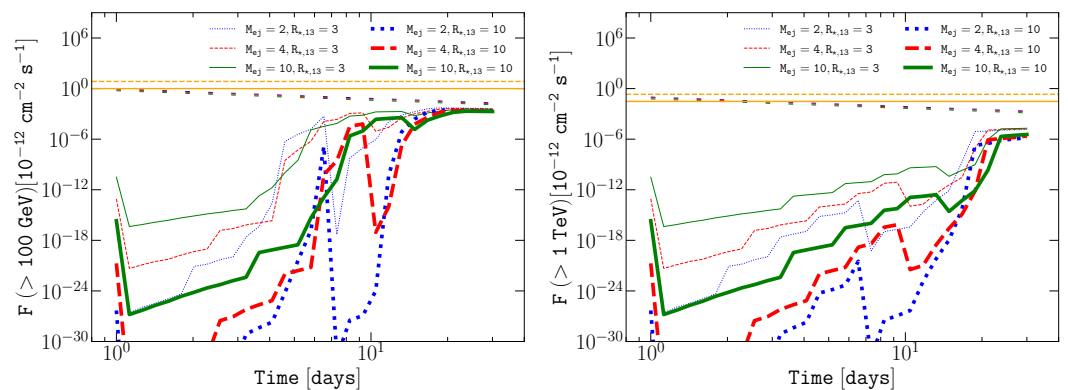 M_ej = 2, R_⋆,13 = 3
M_ej = 4, R_⋆,13 = 3
M_ej = 10, R_⋆,13 = 3
M_ej = 2, R_⋆,13 = 10
M_ej = 4, R_⋆,13 = 10
M_ej = 10, R_⋆,13 = 10
F (> 100 GeV)[10^−12 cm^−2 s^−1]
10^6
10^0
10^−6
10^−12
10^−18
10^−24
10^−30
10^0
10^1
Time [days]
M_ej = 2, R_⋆,13 = 3
M_ej = 4, R_⋆,13 = 3
M_ej = 10, R_⋆,13 = 3
M_ej = 2, R_⋆,13 = 10
M_ej = 4, R_⋆,13 = 10
M_ej = 10, R_⋆,13 = 10
F (> 1 TeV)[10^−12 cm^−2 s^−1]
10^6
10^0
10^−6
10^−12
10^−18
10^−24
10^−30
10^0
10^1
Time [days]